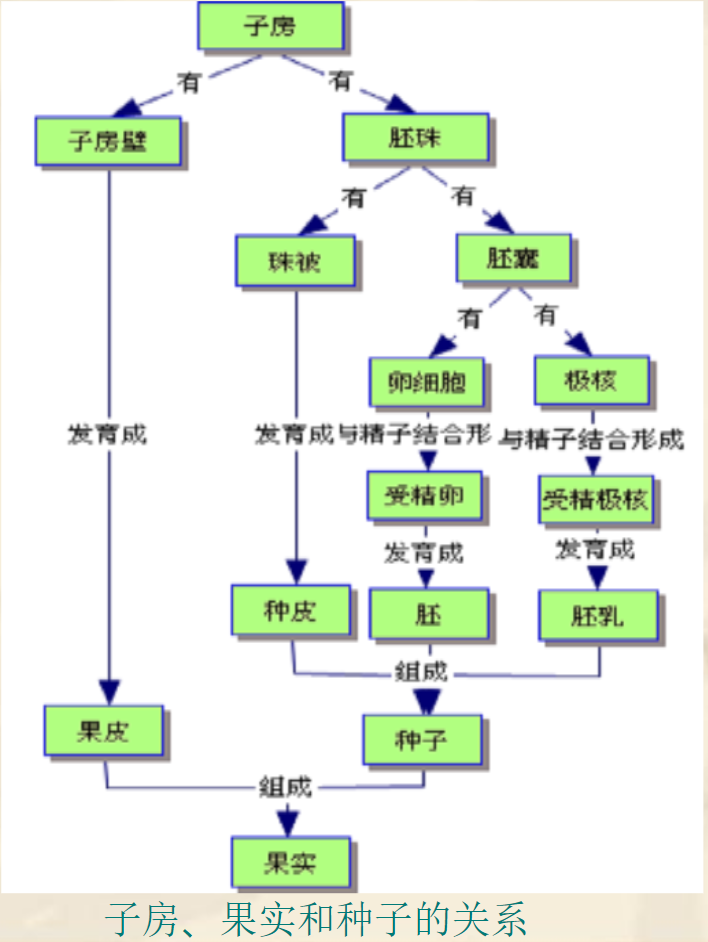 子房
有
有
子房壁
胚珠
有
有
珠被
胚囊
有
有
卵细胞
极核
发育成
发育成
与精子结合形
与精子结合形成
受精卵
受精极核
发育成
发育成
种皮
胚
胚乳
组成
果皮
种子
组成
果实
子房、果实和种子的关系